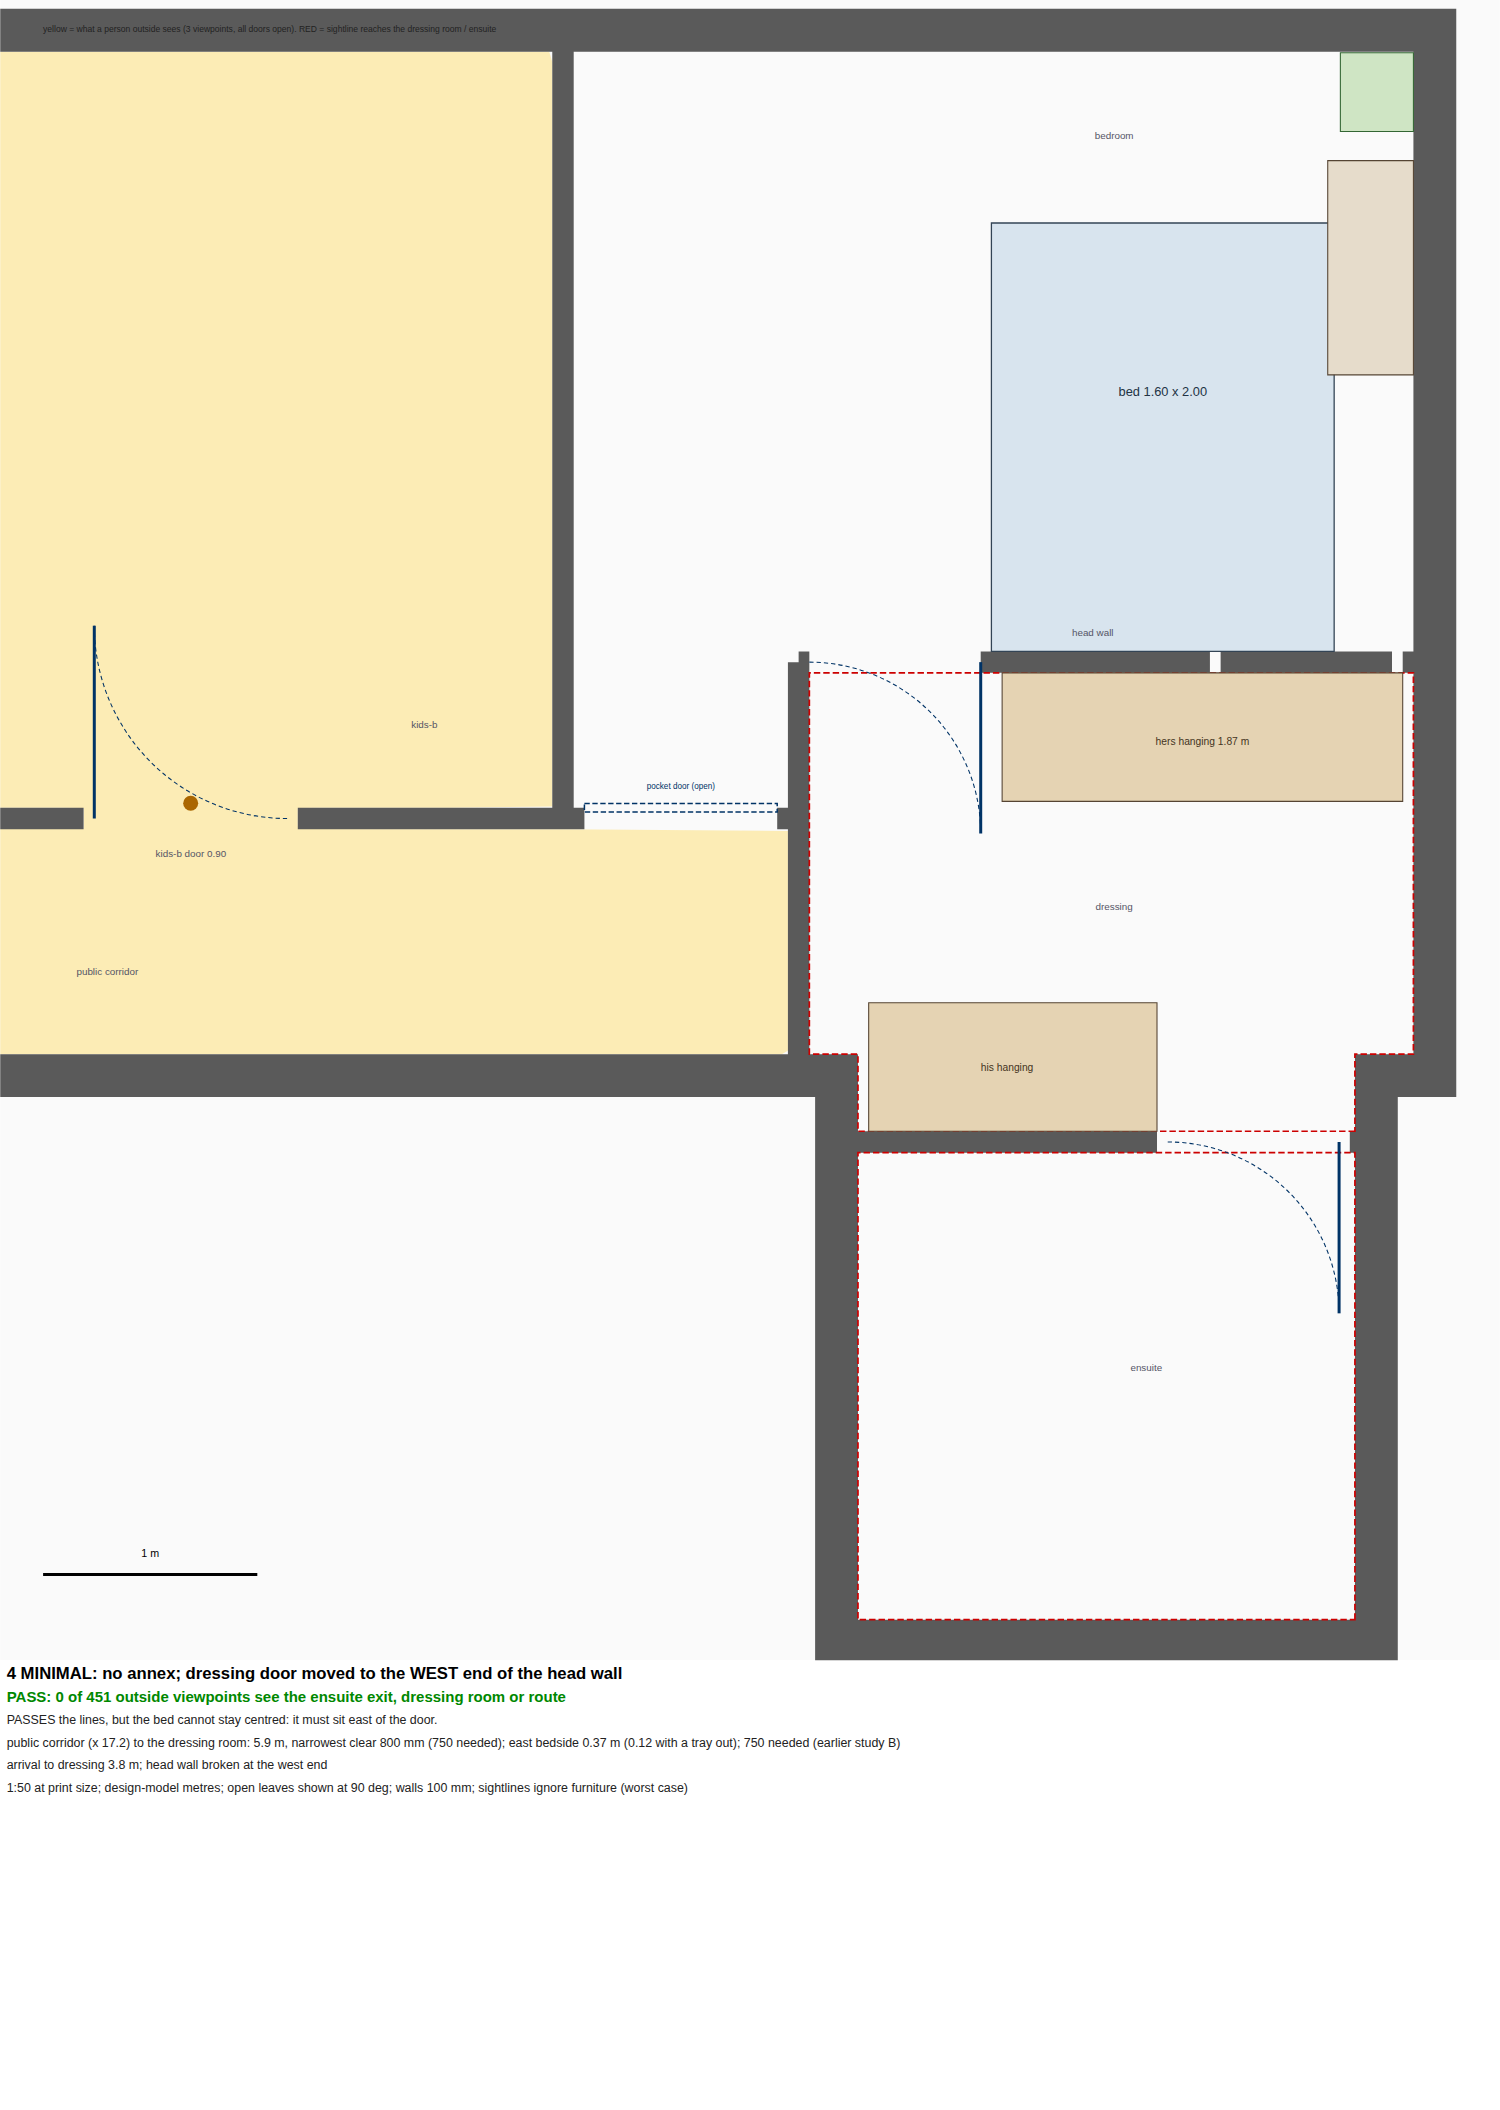 yellow = what a person outside sees (3 viewpoints, all doors open). RED = sightline reaches the dressing room / ensuite
bedroom
bed 1.60 x 2.00
head wall
kids-b
hers hanging 1.87 m
pocket door (open)
kids-b door 0.90
dressing
public corridor
his hanging
ensuite
1 m
4 MINIMAL: no annex; dressing door moved to the WEST end of the head wall
PASS: 0 of 451 outside viewpoints see the ensuite exit, dressing room or route
PASSES the lines, but the bed cannot stay centred: it must sit east of the door.
public corridor (x 17.2) to the dressing room: 5.9 m, narrowest clear 800 mm (750 needed); east bedside 0.37 m (0.12 with a tray out); 750 needed (earlier study B)
arrival to dressing 3.8 m; head wall broken at the west end
1:50 at print size; design-model metres; open leaves shown at 90 deg; walls 100 mm; sightlines ignore furniture (worst case)